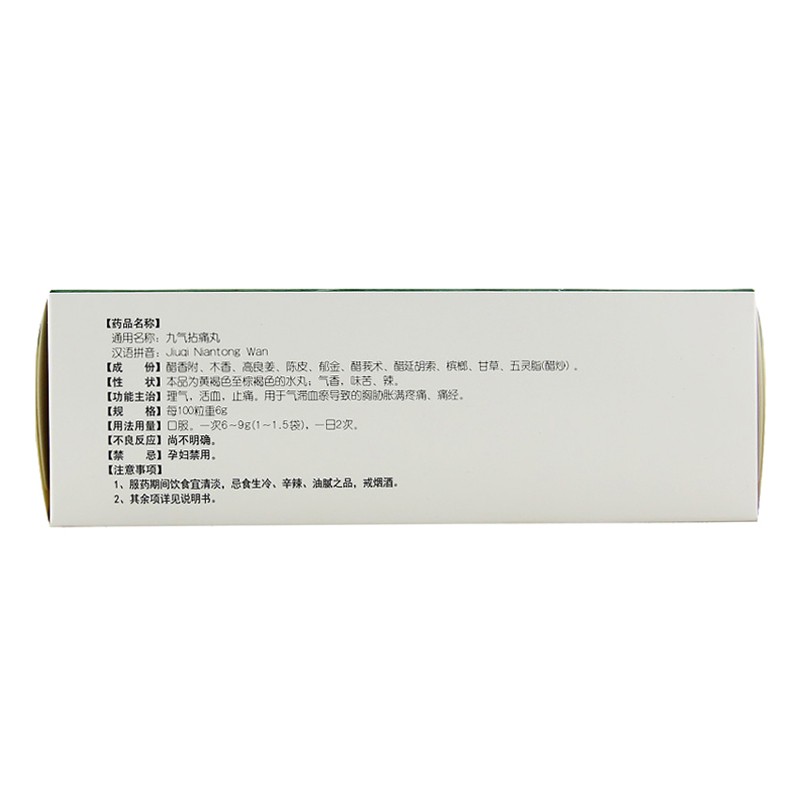 【药品名称】
通用名称：九气拈痛丸
汉语拼音：Jiuqi Niantong Wan
【成　份】醋香附、木香、高良姜、陈皮、郁金、醋莪术、醋延胡索、槟榔、甘草、五灵脂(醋炒) 。
【性　状】本品为黄褐色至棕褐色的水丸；气香，味苦、辣。
【功能主治】理气，活血，止痛。用于气滞血瘀导致的胸胁胀满疼痛、痛经。
【规　格】每100粒重6g
【用法用量】口服。一次6～9g(1～1.5袋)，一日2次。
【不良反应】尚不明确。
【禁　忌】孕妇禁用。
【注意事项】
1、服药期间饮食宜清淡，忌食生冷、辛辣、油腻之品，戒烟酒。
2、其余项详见说明书。